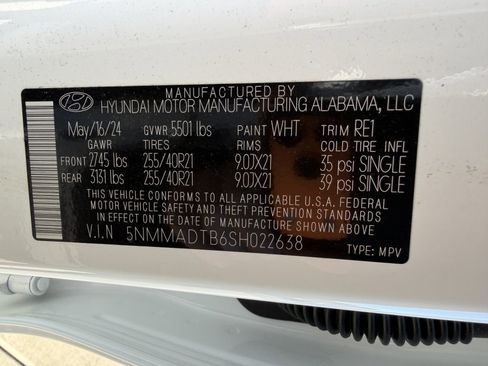 MANUFACTURED BY
HYUNDAI MOTOR MANUFACTURING ALABAMA, LLC
May/16/24 GVWR 5501 lbs PAINT WHT TRIM RE1
GAWR TIRES RIMS COLD TIRE INFL
FRONT 2745 lbs 255/40R21 9.0JX21 35 psi SINGLE
REAR 3131 lbs 255/40R21 9.0JX21 39 psi SINGLE
THIS VEHICLE CONFORMS TO ALL APPLICABLE U.S.A. FEDERAL
MOTOR VEHICLE SAFETY AND THEFT PREVENTION STANDARDS
IN EFFECT ON THE DATE OF MANUFACTURE SHOWN ABOVE
V.I.N 5NMMADTB6SH022638 TYPE: MPV